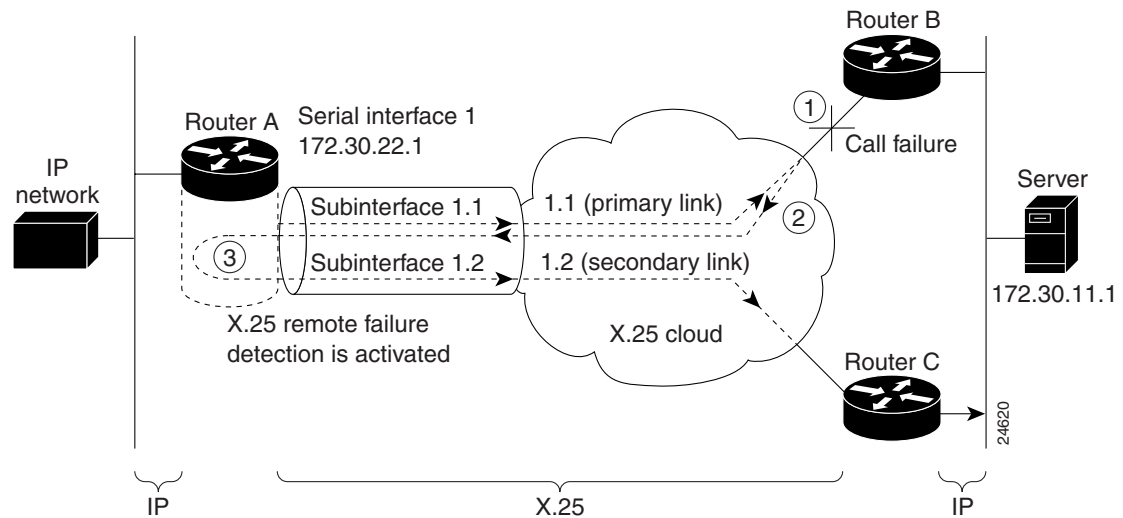 Router B
Serial interface 1
172.30.22.1
Router A
1
Call failure
IP
network
Server
Subinterface 1.1
1.1 (primary link)
2
3
Subinterface 1.2
1.2 (secondary link)
172.30.11.1
X.25 remote failure
detection is activated
X.25 cloud
Router C
24620
IP
X.25
IP